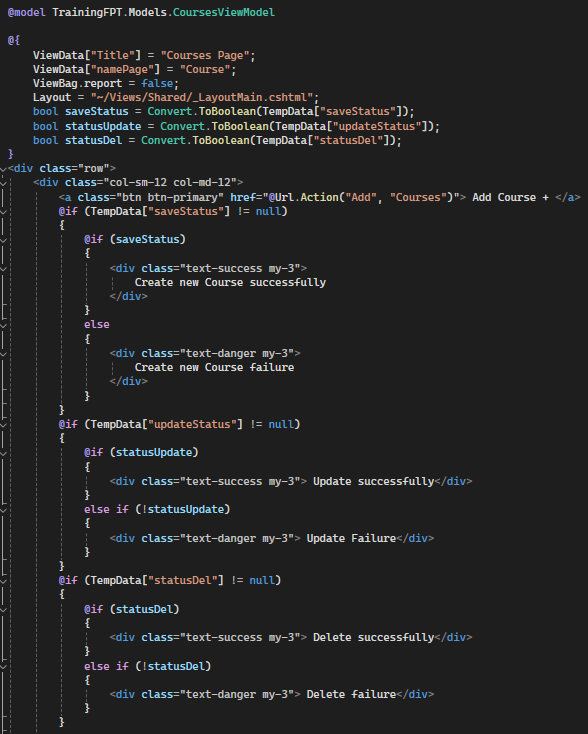 @model TrainingFPT.Models.CoursesViewModel
@{
ViewData["Title"] = "Courses Page";
ViewData["namePage"] = "Course";
ViewBag.report = false;
Layout = "~/Views/Shared/_LayoutMain.cshtml";
bool saveStatus = Convert.ToBoolean(TempData["saveStatus"]);
bool statusUpdate = Convert.ToBoolean(TempData["updateStatus"]);
bool statusDel = Convert.ToBoolean(TempData["statusDel"]);
}
<div class="row">
<div class="col-sm-12 col-md-12">
<a class="btn btn-primary" href="@Url.Action("Add", "Courses")"> Add Course + </a>
@if (TempData["saveStatus"] != null)
{
@if (saveStatus)
{
<div class="text-success my-3">
Create new Course successfully
</div>
}
else
{
<div class="text-danger my-3">
Create new Course failure
</div>
}
}
@if (TempData["updateStatus"] != null)
{
@if (statusUpdate)
{
<div class="text-success my-3"> Update successfully</div>
}
else if (!statusUpdate)
{
<div class="text-danger my-3"> Update Failure</div>
}
}
@if (TempData["statusDel"] != null)
{
@if (statusDel)
{
<div class="text-success my-3"> Delete successfully</div>
}
else if (!statusDel)
{
<div class="text-danger my-3"> Delete failure</div>
}
}